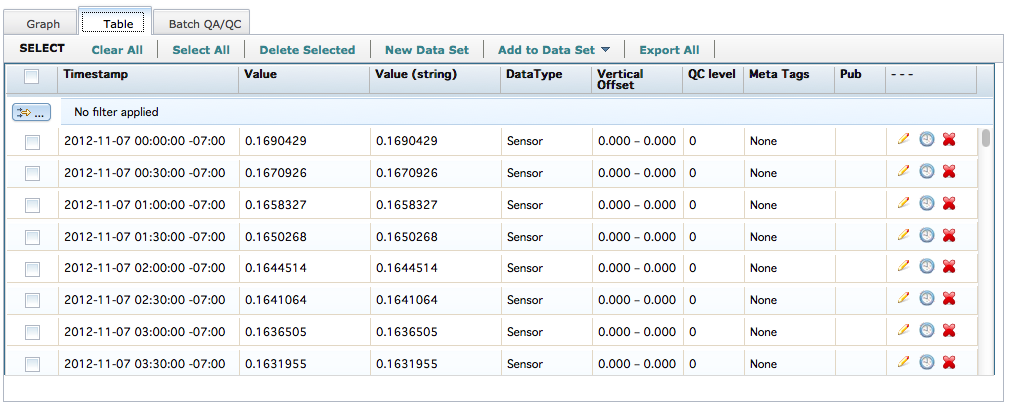 Graph Table Batch QA/QC
SELECT Clear All Select All Delete Selected New Data Set Add to Data Set Export All
Timestamp Value Value (string) DataType Vertical Offset QC level Meta Tags Pub - - -
... No filter applied
2012-11-07 00:00:00 -07:00 0.1690429 0.1690429 Sensor 0.000 - 0.000 0 None
2012-11-07 00:30:00 -07:00 0.1670926 0.1670926 Sensor 0.000 - 0.000 0 None
2012-11-07 01:00:00 -07:00 0.1658327 0.1658327 Sensor 0.000 - 0.000 0 None
2012-11-07 01:30:00 -07:00 0.1650268 0.1650268 Sensor 0.000 - 0.000 0 None
2012-11-07 02:00:00 -07:00 0.1644514 0.1644514 Sensor 0.000 - 0.000 0 None
2012-11-07 02:30:00 -07:00 0.1641064 0.1641064 Sensor 0.000 - 0.000 0 None
2012-11-07 03:00:00 -07:00 0.1636505 0.1636505 Sensor 0.000 - 0.000 0 None
2012-11-07 03:30:00 -07:00 0.1631955 0.1631955 Sensor 0.000 - 0.000 0 None